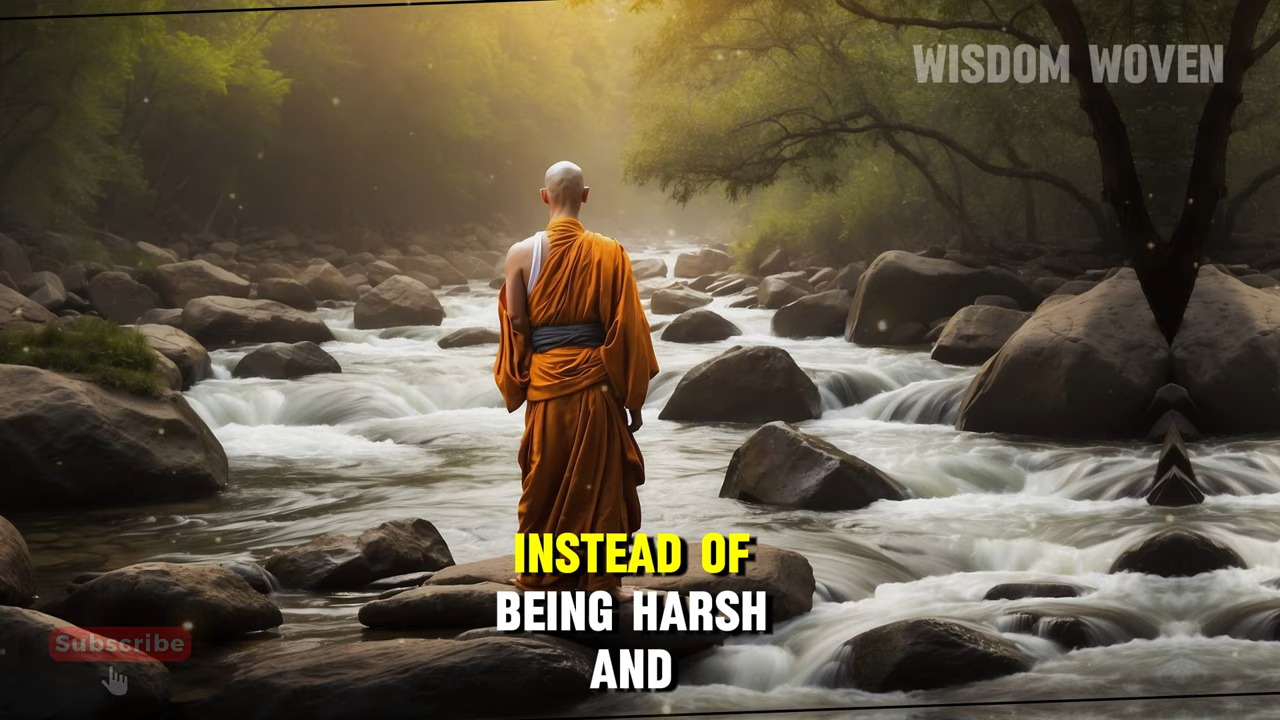 WISDOM WOVEN
INSTEAD OF
BEING HARSH
AND
Subscribe